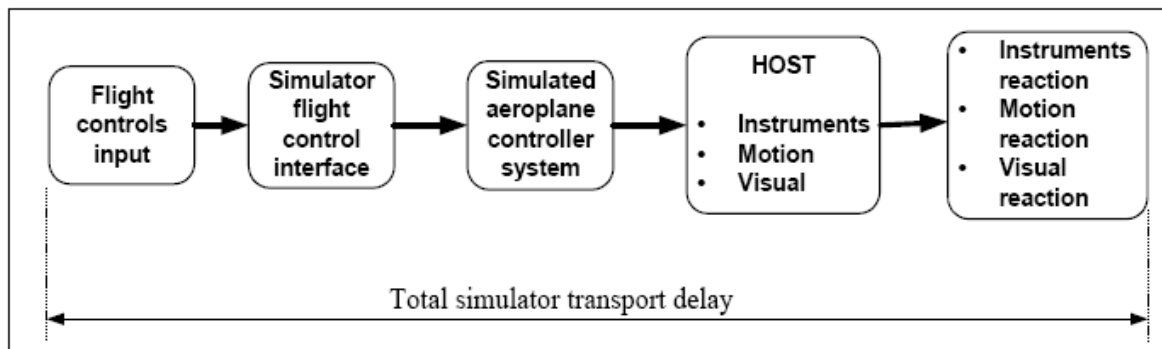 Flight
controls
input
Simulator
flight
control
interface
Simulated
aeroplane
controller
system
HOST
• Instruments
• Motion
• Visual
• Instruments
reaction
• Motion
reaction
• Visual
reaction
Total simulator transport delay